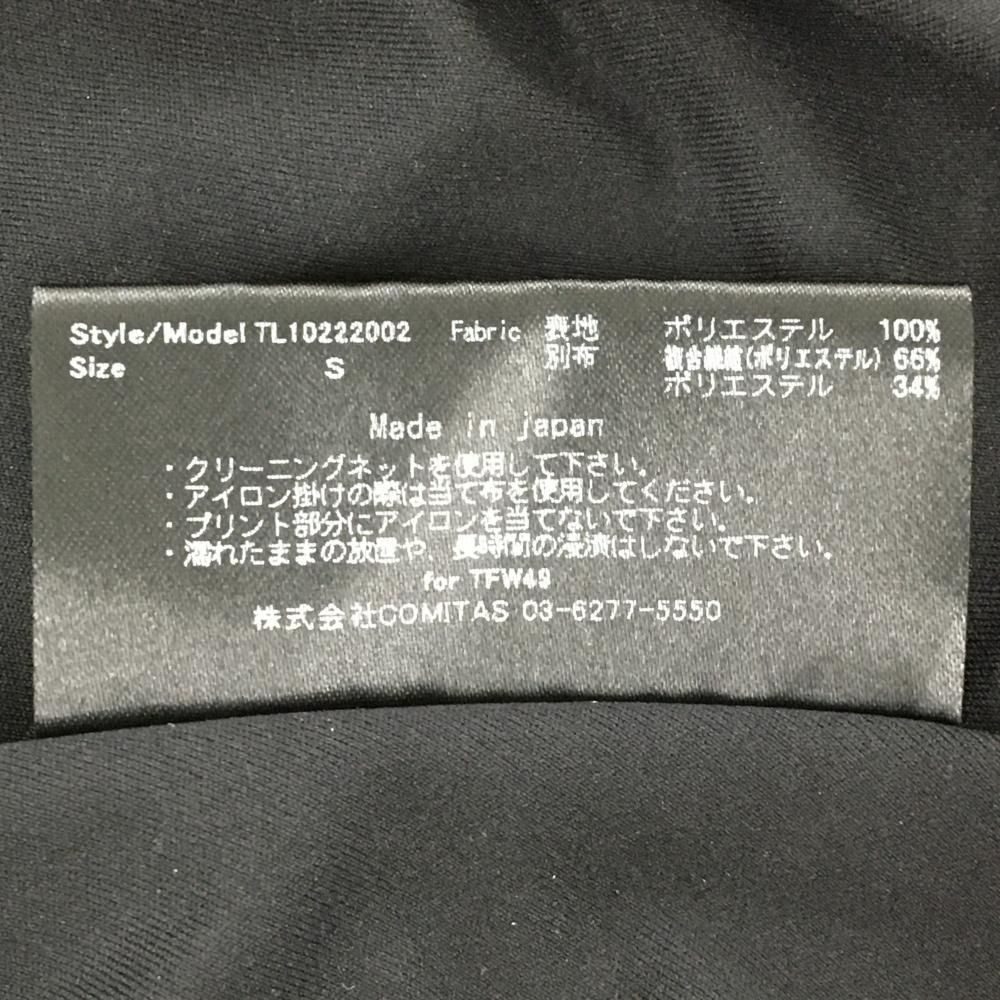 Style/Model TL10222002 Fabric 表地 ポリエステル 100%
Size S 別布 複合繊維(ポリエステル) 66%
ポリエステル 34%
Made in japan
・クリーニングネットを使用して下さい。
・アイロン掛けの際は当て布を使用してください。
・プリント部分にアイロンを当てないで下さい。
・濡れたままの放置や、長時間の浸漬はしないで下さい。
for TFW49
株式会社COMITAS 03-6277-5550